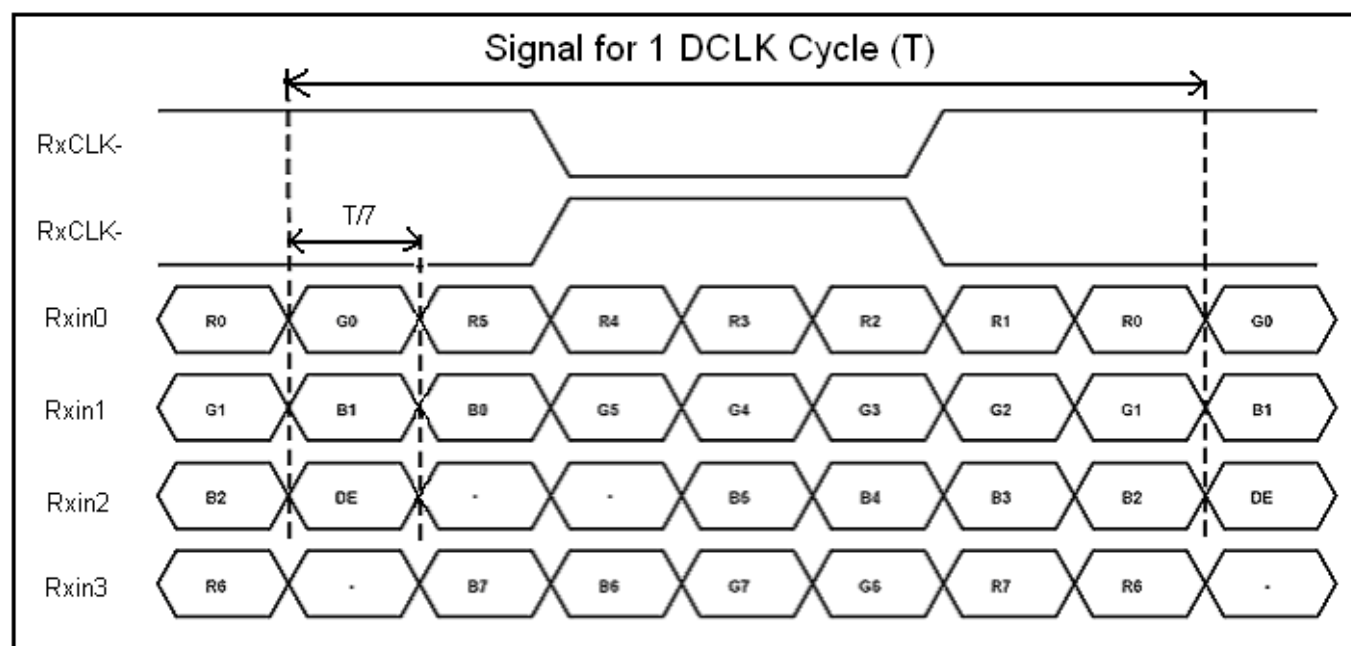 Signal for 1 DCLK Cycle (T)
RxCLK-
T/7
RxCLK-
Rxin0 R0 G0 R5 R4 R3 R2 R1 R0 G0
Rxin1 G1 B1 B0 G5 G4 G3 G2 G1 B1
Rxin2 B2 DE - - B5 B4 B3 B2 DE
Rxin3 R6 - B7 B6 G7 G6 R7 R6 -